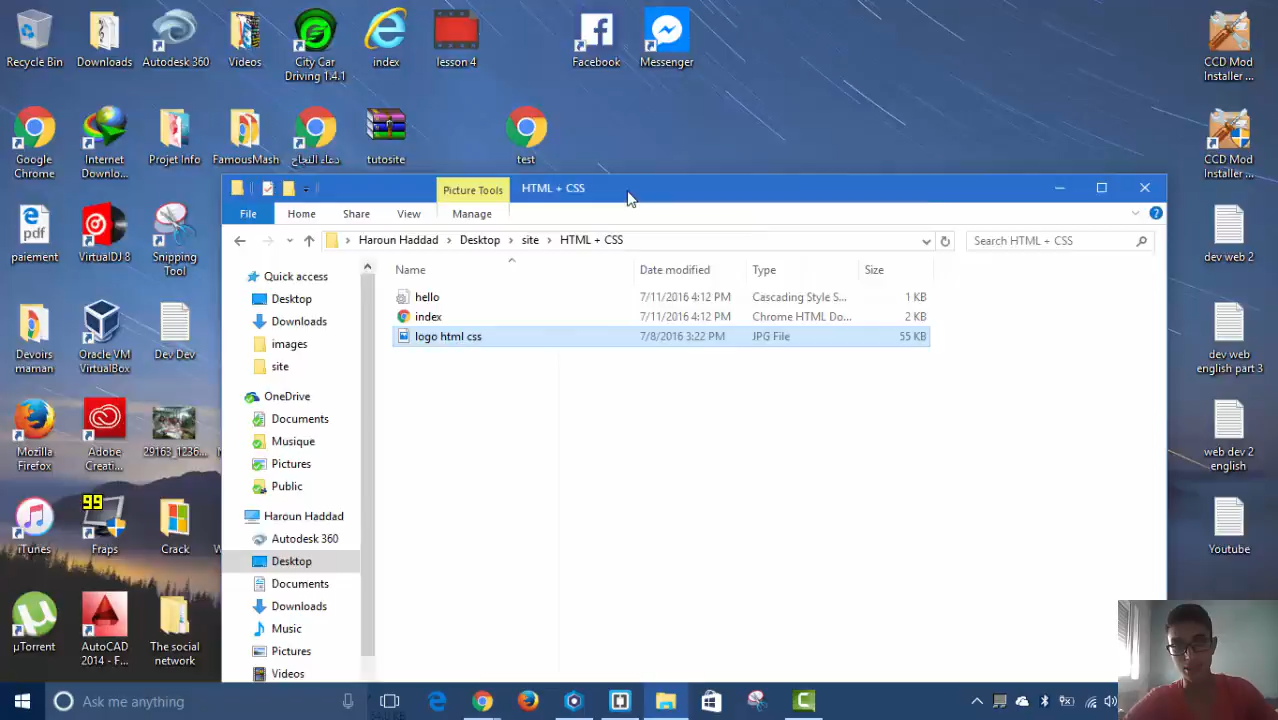 Recycle Bin
Downloads
Autodesk 360
Videos
City Car
Driving 1.4.1
index
lesson 4
Facebook
Messenger
CCD Mod
Installer ...
Google
Chrome
Internet
Downlo...
Projet Info
FamousMash
دعاء النجاح
tutosite
test
CCD Mod
Installer ...
Picture Tools
HTML + CSS
File
Home
Share
View
Manage
Haroun Haddad
Desktop
site
HTML + CSS
Search HTML + CSS
pdf
paiement
VirtualDJ 8
Snipping
Tool
dev web 2
Name
Date modified
Type
Size
Quick access
Desktop
Downloads
images
site
OneDrive
Documents
Musique
Pictures
Public
Haroun Haddad
Autodesk 360
Desktop
Documents
Downloads
Music
Pictures
Videos
hello
7/11/2016 4:12 PM
Cascading Style S...
1 KB
index
7/11/2016 4:12 PM
Chrome HTML Do...
2 KB
logo html css
7/8/2016 3:22 PM
JPG File
55 KB
Devoirs
maman
Oracle VM
VirtualBox
Dev Dev
dev web
english part 3
Mozilla
Firefox
Adobe
Creati...
29163_1236...
web dev 2
english
iTunes
99
Fraps
Crack
Youtube
µTorrent
AutoCAD
2014 - F...
The social
network
Ask me anything